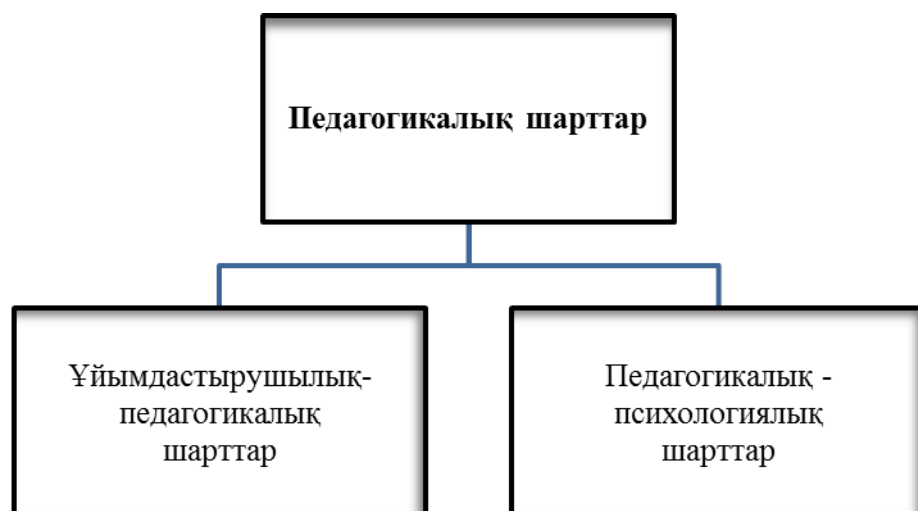 Педагогикалық шарттар
Ұйымдастырушылық-
педагогикалық
шарттар
Педагогикалық -
психологиялық
шарттар